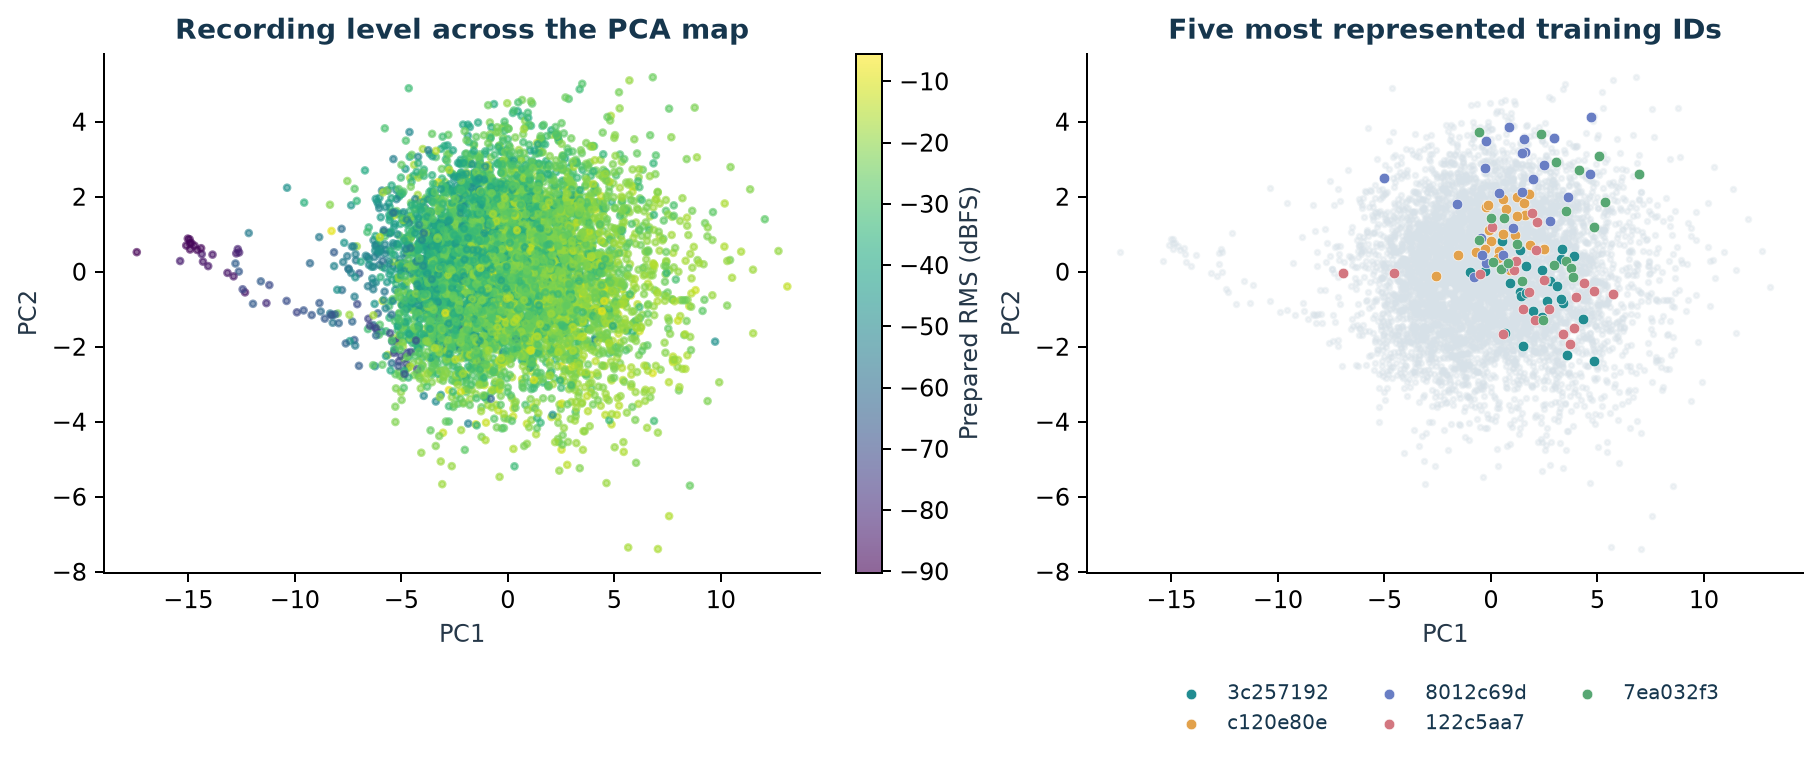 Recording level across the PCA map
4
2
0
−2
−4
−6
−8
PC2
−15
−10
−5
0
5
10
PC1
−10
−20
−30
−40
−50
−60
−70
−80
−90
Prepared RMS (dBFS)
Five most represented training IDs
4
2
0
−2
−4
−6
−8
PC2
−15
−10
−5
0
5
10
PC1
3c257192
8012c69d
7ea032f3
c120e80e
122c5aa7